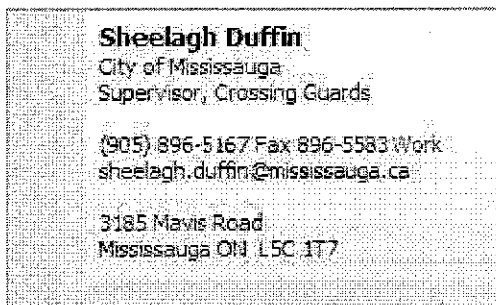 Sheelagh Duffin
City of Mississauga
Supervisor, Crossing Guards
(905) 896-5167 Fax 896-5583 Work
sheelagh.duffin@mississauga.ca
3185 Mavis Road
Mississauga ON L5C 1T7